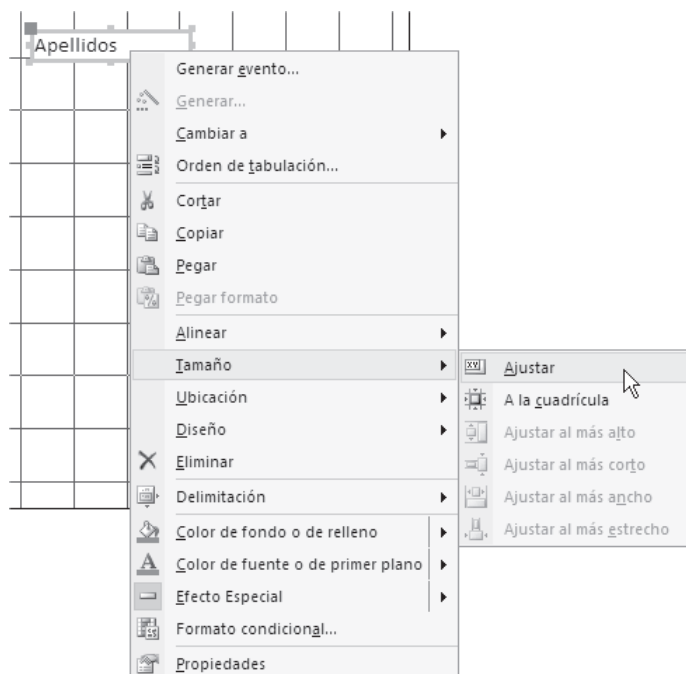 Apellidos
Generar evento...
Generar...
Cambiar a
Orden de tabulación...
Cortar
Copiar
Pegar
Pegar formato
Alinear
Tamaño
Ubicación
Diseño
Eliminar
Delimitación
Color de fondo o de relleno
Color de fuente o de primer plano
Efecto Especial
Formato condicional...
Propiedades
Ajustar
A la cuadrícula
Ajustar al más alto
Ajustar al más corto
Ajustar al más ancho
Ajustar al más estrecho